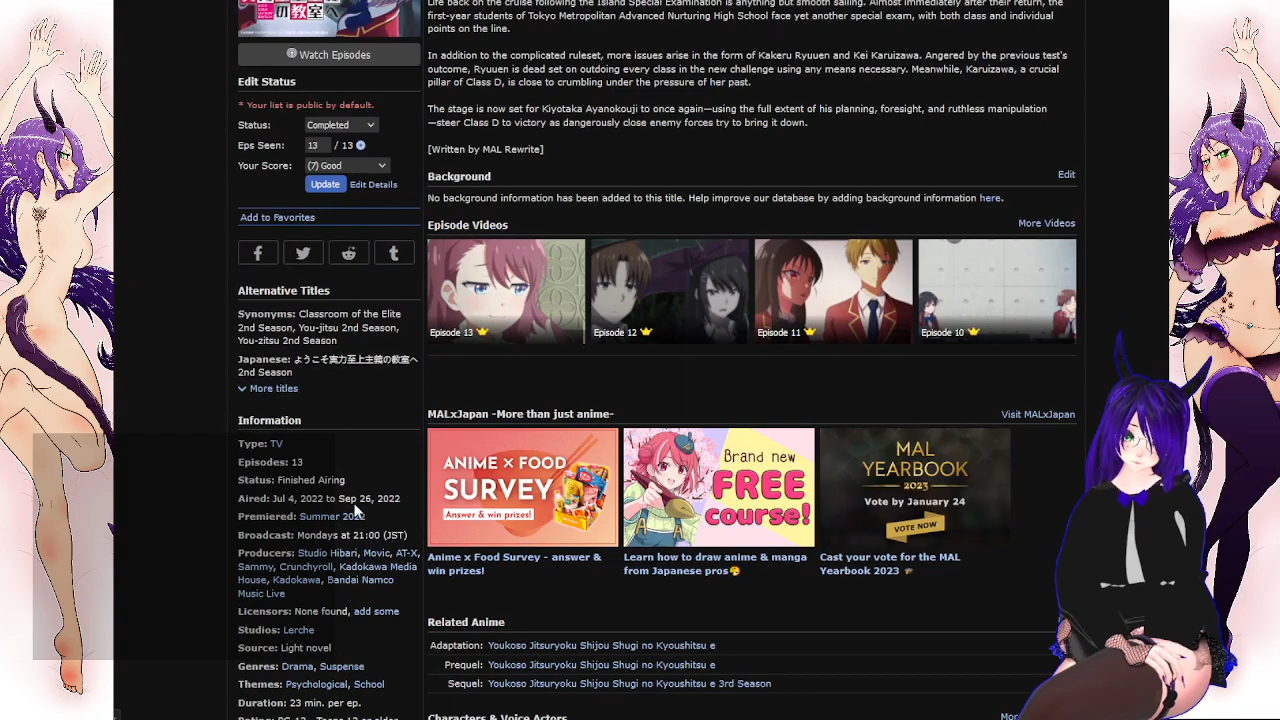 の教室へ
Watch Episodes
Edit Status
* Your list is public by default.
Status: Completed
Eps Seen: 13 / 13
Your Score: (7) Good
Update Edit Details
Add to Favorites
Alternative Titles
Synonyms: Classroom of the Elite
2nd Season, You-jitsu 2nd Season,
You-zitsu 2nd Season
Japanese: ようこそ実力至上主義の教室へ
2nd Season
More titles
Information
Type: TV
Episodes: 13
Status: Finished Airing
Aired: Jul 4, 2022 to Sep 26, 2022
Premiered: Summer 2022
Broadcast: Mondays at 21:00 (JST)
Producers: Studio Hibari, Movic, AT-X,
Sammy, Crunchyroll, Kadokawa Media
House, Kadokawa, Bandai Namco
Music Live
Licensors: None found, add some
Studios: Lerche
Source: Light novel
Genres: Drama, Suspense
Themes: Psychological, School
Duration: 23 min. per ep.
Life back on the cruise following the Island Special Examination is anything but smooth sailing. Almost immediately after their return, the
first-year students of Tokyo Metropolitan Advanced Nurturing High School face yet another special exam, with both class and individual
points on the line.
In addition to the complicated ruleset, more issues arise in the form of Kakeru Ryuuen and Kei Karuizawa. Angered by the previous test's
outcome, Ryuuen is dead set on outdoing every class in the new challenge using any means necessary. Meanwhile, Karuizawa, a crucial
pillar of Class D, is close to crumbling under the pressure of her past.
The stage is now set for Kiyotaka Ayanokouji to once again—using the full extent of his planning, foresight, and ruthless manipulation
—steer Class D to victory as dangerously close enemy forces try to bring it down.
[Written by MAL Rewrite]
Background Edit
No background information has been added to this title. Help improve our database by adding background information here.
Episode Videos More Videos
Episode 13
Episode 12
Episode 11
Episode 10
MALxJapan -More than just anime- Visit MALxJapan
ANIME × FOOD
SURVEY
Answer & win prizes!
Brand new
FREE
course!
MAL
YEARBOOK
2023
Vote by January 24
VOTE NOW
Anime x Food Survey - answer &
win prizes!
Learn how to draw anime & manga
from Japanese pros
Cast your vote for the MAL
Yearbook 2023
Related Anime
Adaptation: Youkoso Jitsuryoku Shijou Shugi no Kyoushitsu e
Prequel: Youkoso Jitsuryoku Shijou Shugi no Kyoushitsu e
Sequel: Youkoso Jitsuryoku Shijou Shugi no Kyoushitsu e 3rd Season
Characters & Voice Actors